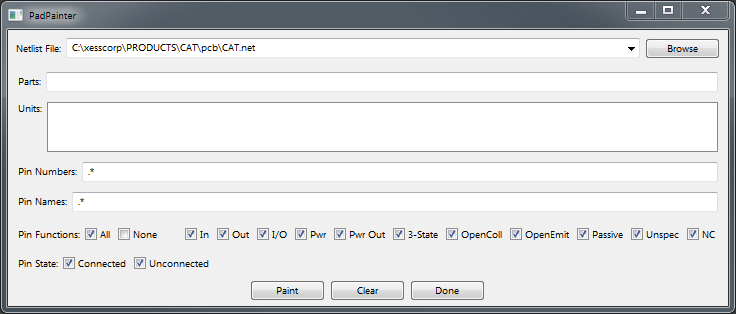 PadPainter
Netlist File: C:\xesscorp\PRODUCTS\CAT\pcb\CAT.net Browse
Parts:
Units:
Pin Numbers: .*
Pin Names: .*
Pin Functions: All None In Out I/O Pwr Pwr Out 3-State OpenColl OpenEmit Passive Unspec NC
Pin State: Connected Unconnected
Paint Clear Done